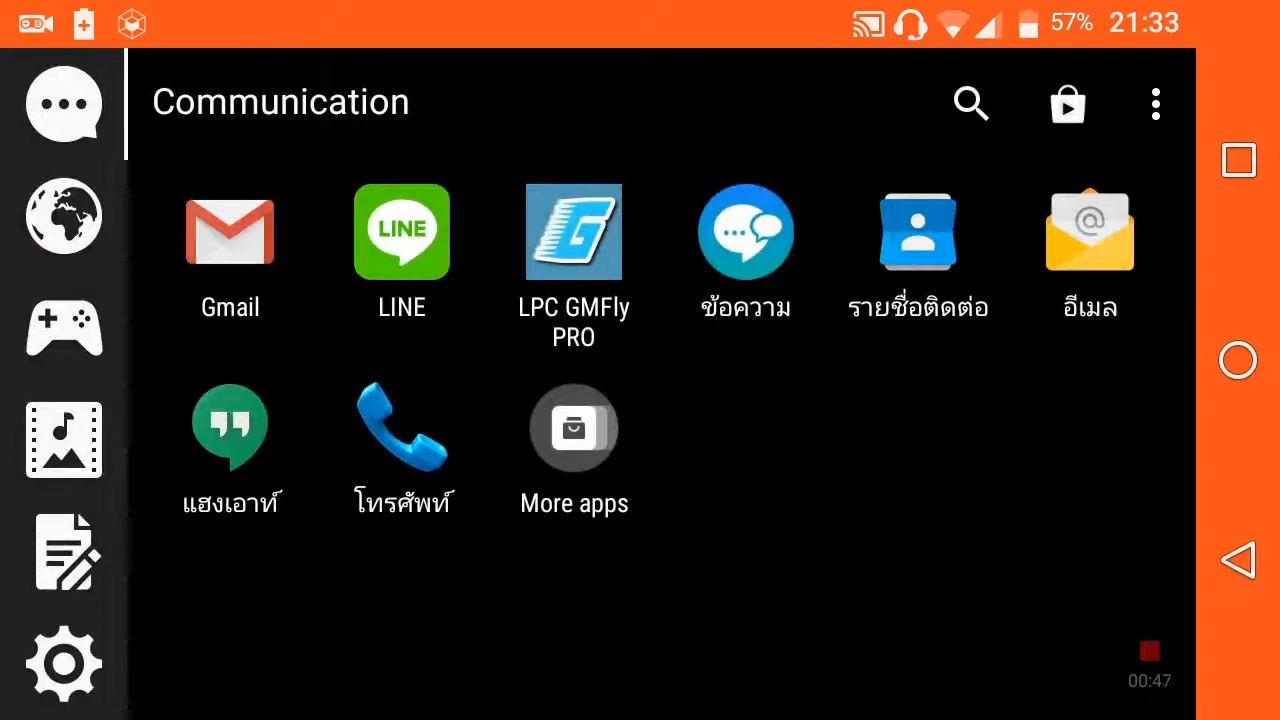 57% 21:33
Communication
LINE
Gmail
LINE
LPC GMFly
PRO
ข้อความ
รายชื่อติดต่อ
อีเมล
แฮงเอาท์
โทรศัพท์
More apps
00:47